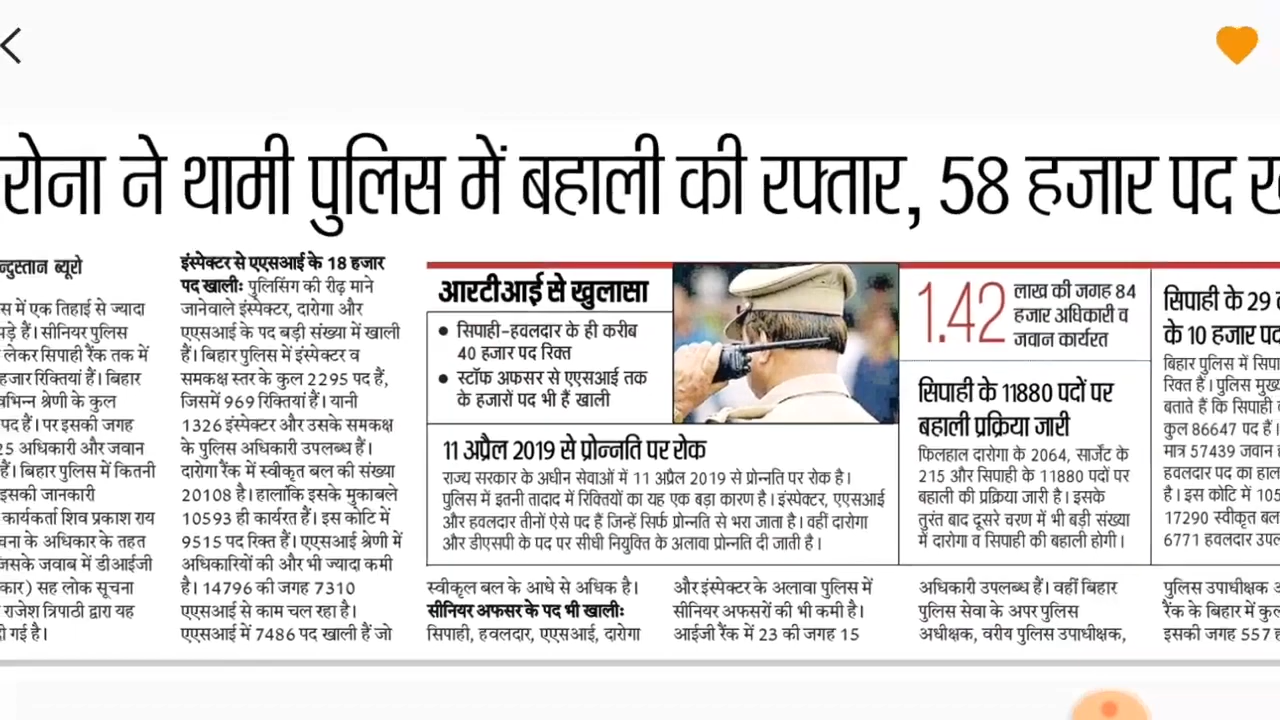 रोना ने थामी पुलिस में बहाली की रफ्तार, 58 हजार पद
ब्यूरो
स में एक तिहाई से ज्यादा
पड़े हैं। सीनियर पुलिस
लेकर सिपाही रैंक तक में
हजार रिक्तियां हैं। बिहार
श्रेणी के कुल
पद हैं। पर इसकी जगह
25 अधिकारी और जवान
हैं। बिहार पुलिस में कितनी
इसकी जानकारी
कार्यकर्ता शिव प्रकाश राय
के अधिकार के तहत
जिसके जवाब में डीआईजी
कार) सह लोक सूचना
राजेश त्रिपाठी द्वारा यह
गई है।
इंस्पेक्टर से एएसआई के 18 हजार
पद खाली: पुलिसिंग की रीढ़ माने
जानेवाले इंस्पेक्टर, दारोगा और
एएसआई के पद बड़ी संख्या में खाली
हैं। बिहार पुलिस में इंस्पेक्टर व
समकक्ष स्तर के कुल 2295 पद हैं,
जिसमें 969 रिक्तियां हैं। यानी
1326 इंस्पेक्टर और उसके समकक्ष
के पुलिस अधिकारी उपलब्ध हैं।
दारोगा रैंक में स्वीकृत बल की संख्या
20108 है। हालांकि इसके मुकाबले
10593 ही कार्यरत हैं। इस कोटि में
9515 पद रिक्त हैं। एएसआई श्रेणी में
अधिकारियों की और भी ज्यादा कमी
है। 14796 की जगह 7310
एएसआई से काम चल रहा है।
एएसआई में 7486 पद खाली हैं जो
आरटीआई से खुलासा
● सिपाही-हवलदार के ही करीब
40 हजार पद रिक्त
● स्टॉफ अफसर से एएसआई तक
के हजारों पद भी हैं खाली
11 अप्रैल 2019 से प्रोन्नति पर रोक
राज्य सरकार के अधीन सेवाओं में 11 अप्रैल 2019 से प्रोन्नति पर रोक है।
पुलिस में इतनी तादाद में रिक्तियों का यह एक बड़ा कारण है। इंस्पेक्टर, एएसआई
और हवलदार तीनों ऐसे पद हैं जिन्हें सिर्फ प्रोन्नति से भरा जाता है। वहीं दारोगा
और डीएसपी के पद पर सीधी नियुक्ति के अलावा प्रोन्नति दी जाती है।
स्वीकृल बल के आधे से अधिक है।
सीनियर अफसर के पद भी खाली:
सिपाही, हवलदार, एएसआई, दारोगा
और इंस्पेक्टर के अलावा पुलिस में
सीनियर अफसरों की भी कमी है।
आईजी रैंक में 23 की जगह 15
1.42 लाख की जगह 84
हजार अधिकारी व
जवान कार्यरत
सिपाही के 11880 पदों पर
बहाली प्रक्रिया जारी
फिलहाल दारोगा के 2064, सार्जेंट के
215 और सिपाही के 11880 पदों पर
बहाली की प्रक्रिया जारी है। इसके
तुरंत बाद दूसरे चरण में भी बड़ी संख्या
में दारोगा व सिपाही की बहाली होगी।
अधिकारी उपलब्ध हैं। वहीं बिहार
पुलिस सेवा के अपर पुलिस
अधीक्षक, वरीय पुलिस उपाधीक्षक,
सिपाही के 29
के 10 हजार पद
बिहार पुलिस में
रिक्त हैं। पुलिस
बताते हैं कि सिपाही
कुल 86647 पद हैं।
मात्र 57439 जवान
हवलदार पद का
है। इस कोटि में 105
17290 स्वीकृत बल
6771 हवलदार
पुलिस उपाधीक्षक
रैंक के बिहार में
इसकी जगह 557